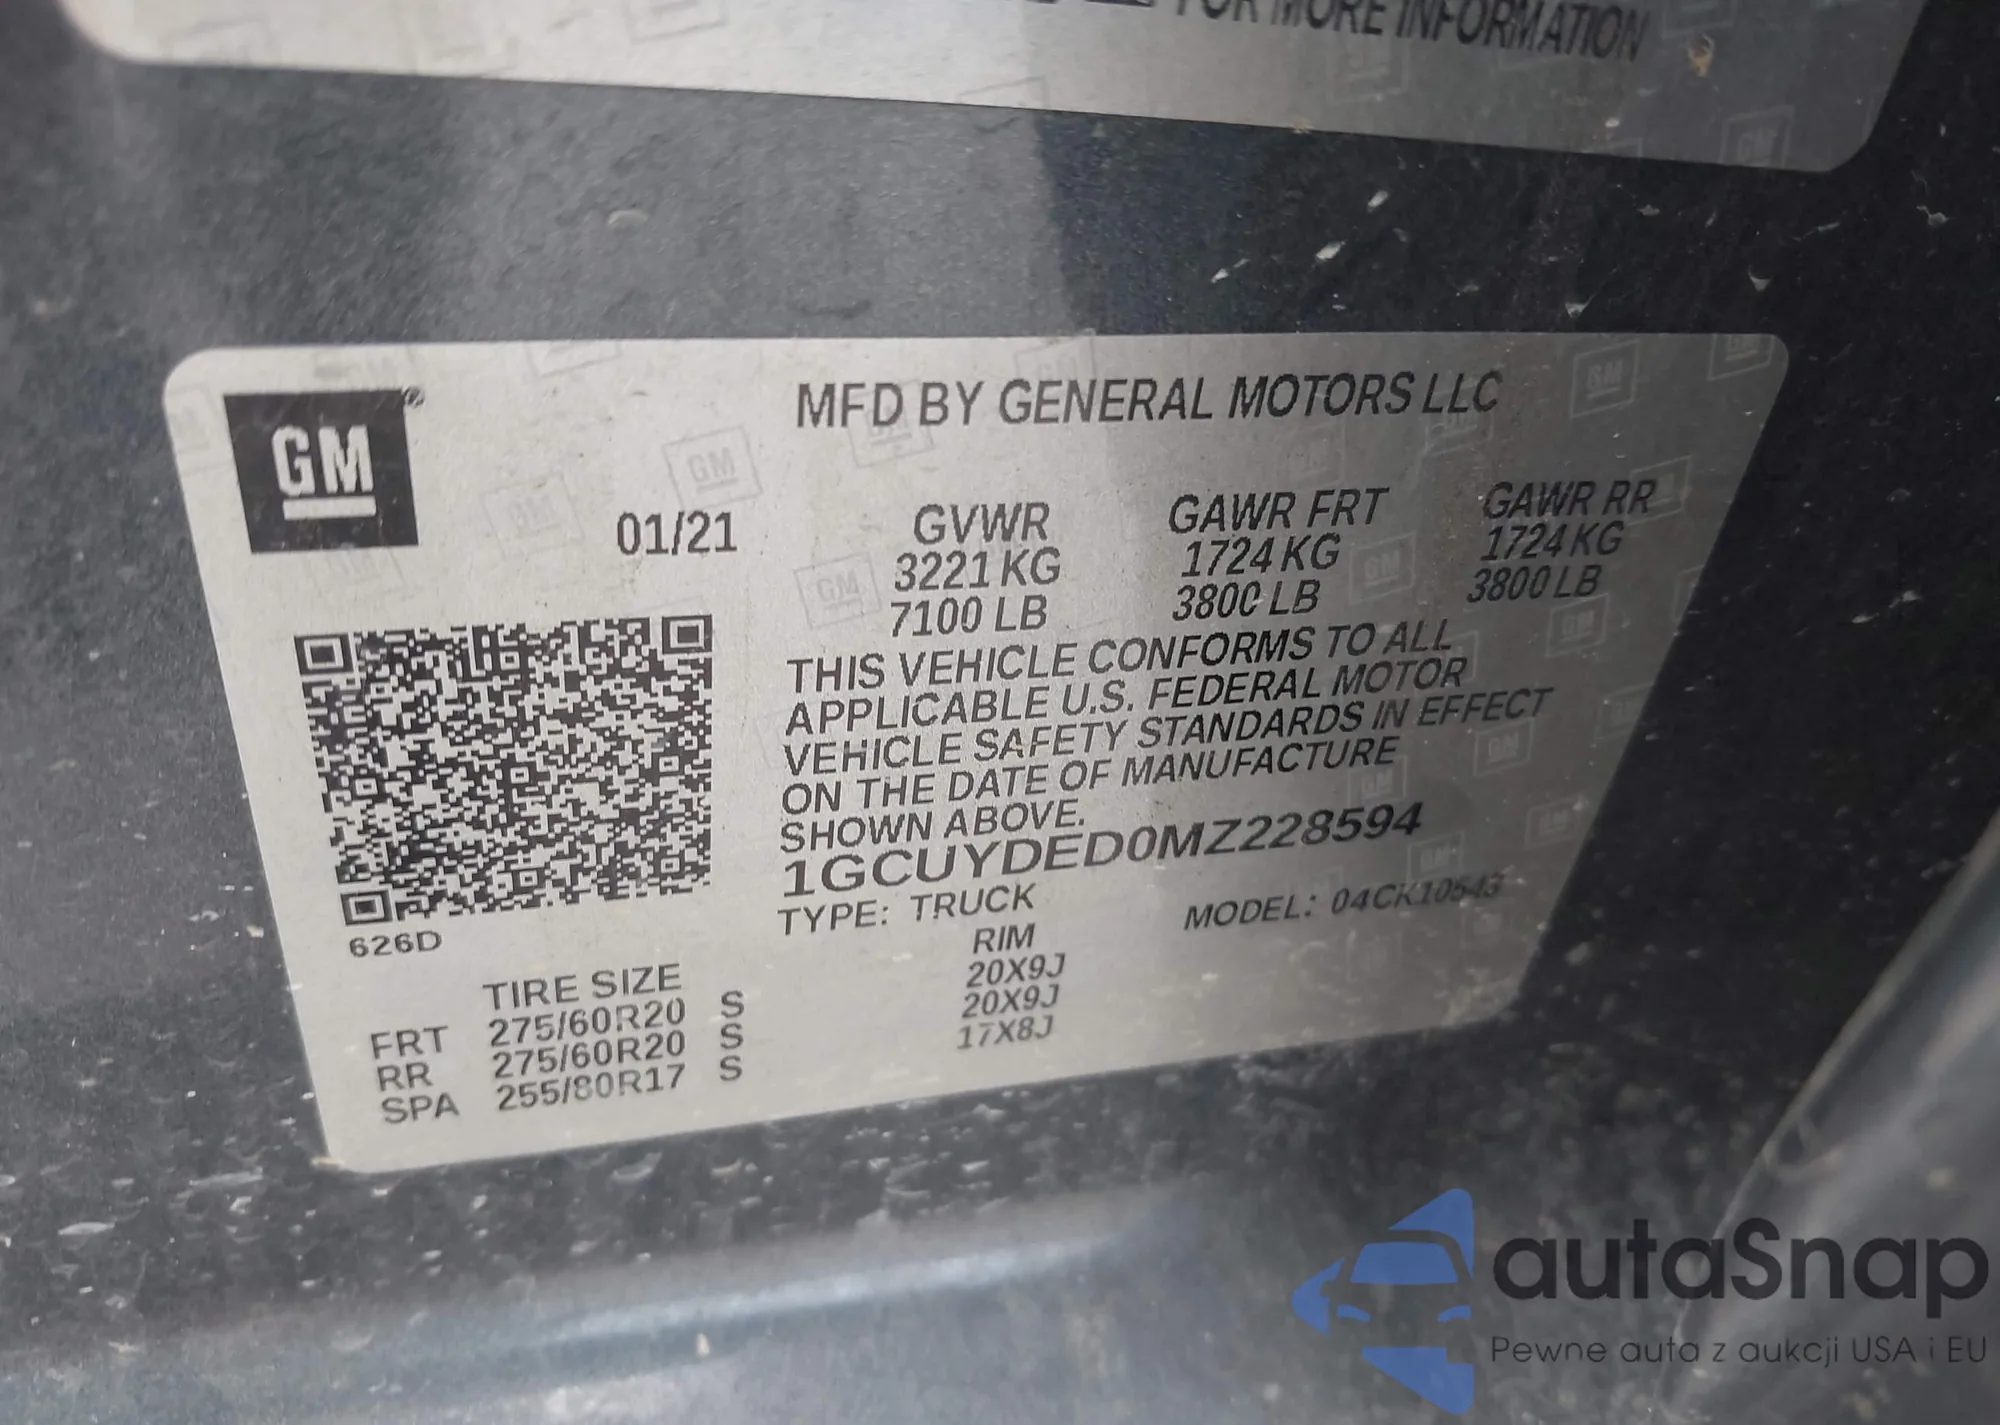 FOR MORE INFORMATION
GM
MFD BY GENERAL MOTORS LLC
01/21
GVWR GAWR FRT GAWR RR
3221 KG 1724 KG 1724 KG
7100 LB 3800 LB 3800 LB
THIS VEHICLE CONFORMS TO ALL
APPLICABLE U.S. FEDERAL MOTOR
VEHICLE SAFETY STANDARDS IN EFFECT
ON THE DATE OF MANUFACTURE
SHOWN ABOVE.
1GCUYDED0MZ228594
TYPE: TRUCK MODEL: 04CK10543
626D
TIRE SIZE RIM
FRT 275/60R20 S 20X9J
RR 275/60R20 S 20X9J
SPA 255/80R17 S 17X8J
autaSnap
Pewne auta z aukcji USA i EU